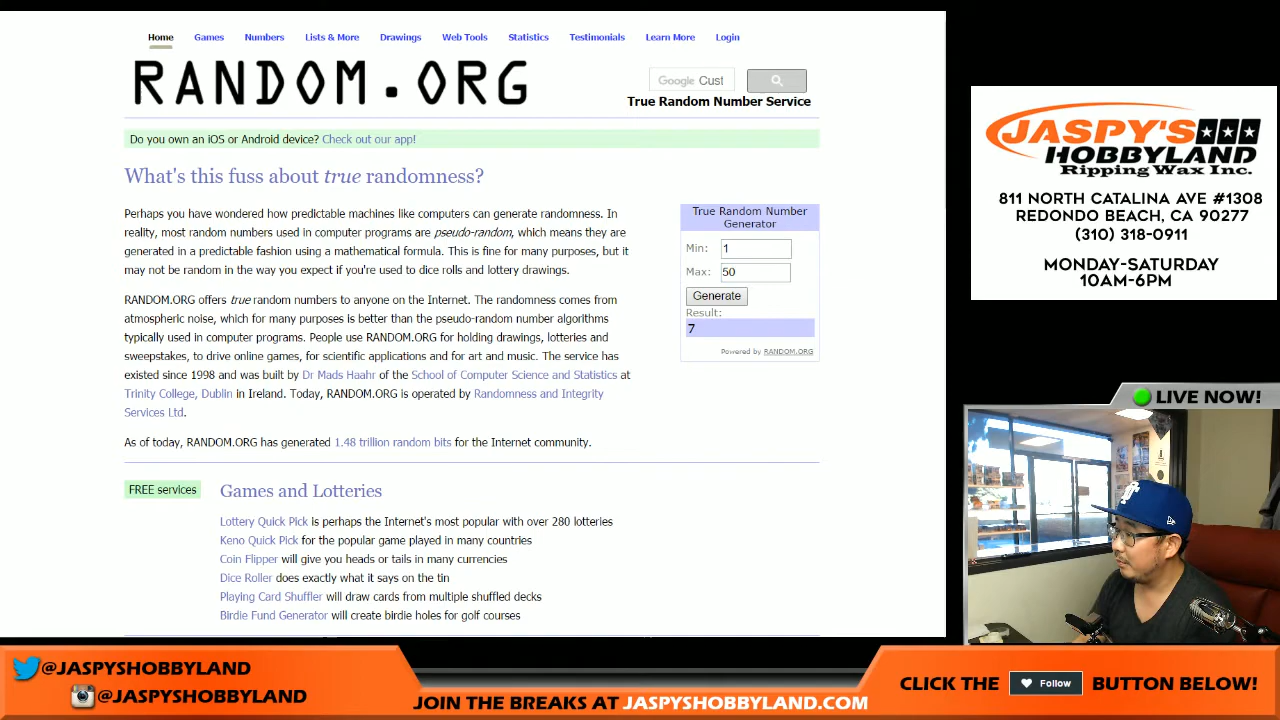 Home Games Numbers Lists & More Drawings Web Tools Statistics Testimonials Learn More Login
RANDOM.ORG
Google Cust
True Random Number Service
Do you own an iOS or Android device? Check out our app!
What's this fuss about true randomness?
Perhaps you have wondered how predictable machines like computers can generate randomness. In
reality, most random numbers used in computer programs are pseudo-random, which means they are
generated in a predictable fashion using a mathematical formula. This is fine for many purposes, but it
may not be random in the way you expect if you're used to dice rolls and lottery drawings.
RANDOM.ORG offers true random numbers to anyone on the Internet. The randomness comes from
atmospheric noise, which for many purposes is better than the pseudo-random number algorithms
typically used in computer programs. People use RANDOM.ORG for holding drawings, lotteries and
sweepstakes, to drive online games, for scientific applications and for art and music. The service has
existed since 1998 and was built by Dr Mads Haahr of the School of Computer Science and Statistics at
Trinity College, Dublin in Ireland. Today, RANDOM.ORG is operated by Randomness and Integrity
Services Ltd.
As of today, RANDOM.ORG has generated 1.48 trillion random bits for the Internet community.
True Random Number
Generator
Min: 1
Max: 50
Generate
Result:
7
Powered by RANDOM.ORG
FREE services
Games and Lotteries
Lottery Quick Pick is perhaps the Internet's most popular with over 280 lotteries
Keno Quick Pick for the popular game played in many countries
Coin Flipper will give you heads or tails in many currencies
Dice Roller does exactly what it says on the tin
Playing Card Shuffler will draw cards from multiple shuffled decks
Birdie Fund Generator will create birdie holes for golf courses
JASPY'S
HOBBYLAND
Ripping Wax Inc.
811 NORTH CATALINA AVE #1308
REDONDO BEACH, CA 90277
(310) 318-0911
MONDAY-SATURDAY
10AM-6PM
LIVE NOW!
@JASPYSHOBBYLAND
@JASPYSHOBBYLAND
JOIN THE BREAKS AT JASPYSHOBBYLAND.COM
CLICK THE Follow BUTTON BELOW!